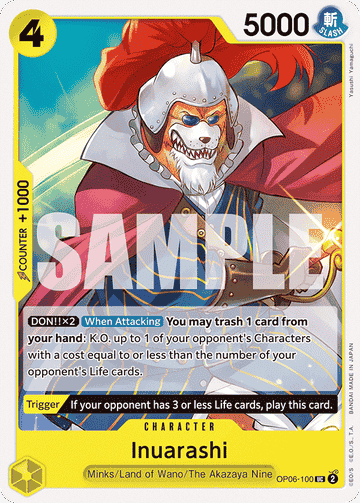 4
5000
斬
SLASH
Yasushi Yamaguchi
COUNTER +1000
SAMPLE
DON!!×2 When Attacking You may trash 1 card from
your hand: K.O. up to 1 of your opponent's Characters
with a cost equal to or less than the number of your
opponent's Life cards.
Trigger If your opponent has 3 or less Life cards, play this card.
CHARACTER
Inuarashi
Minks/Land of Wano/The Akazaya Nine
OP06-100 UC 2
©E.O./S., T.A. ©BANDAI MADE IN JAPAN